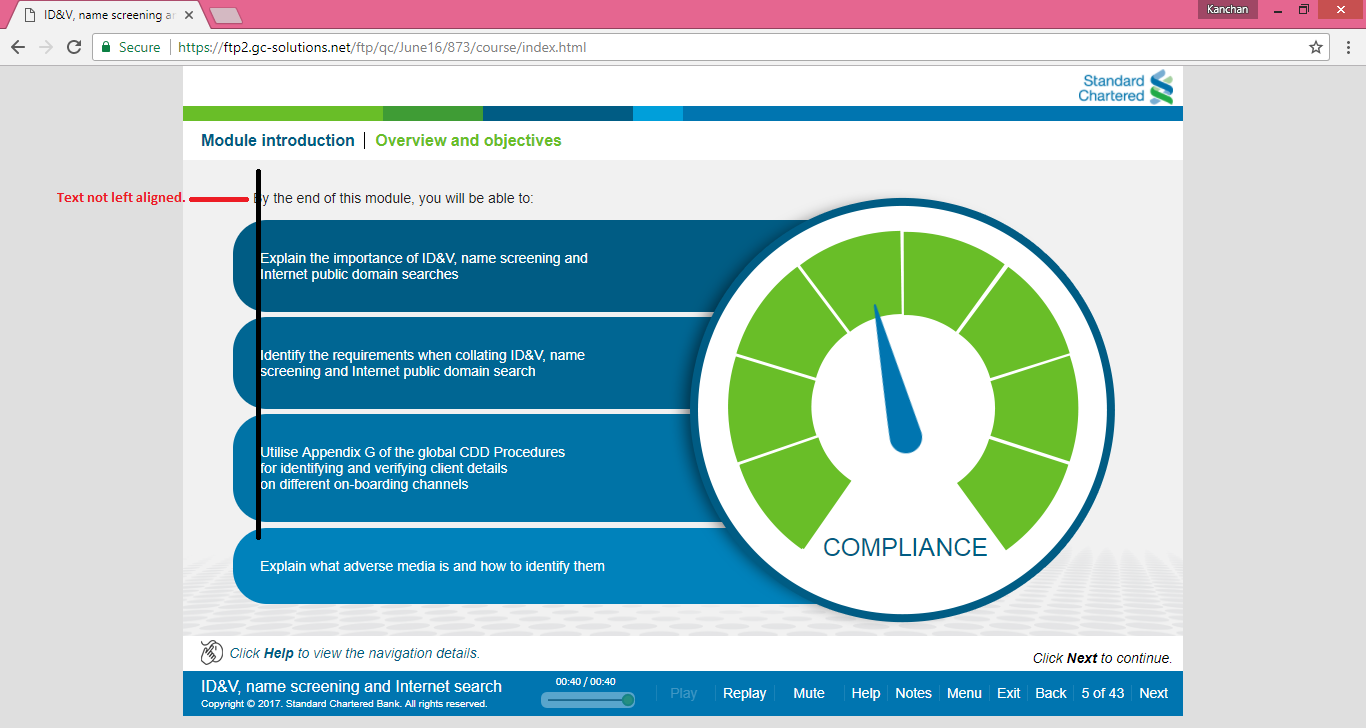 ID&V, name screening a
Kanchan
Secure
https://ftp2.gc-solutions.net/ftp/qc/June16/873/course/index.html
Standard
Chartered
Module introduction | Overview and objectives
Text not left aligned.
By the end of this module, you will be able to:
Explain the importance of ID&V, name screening and
Internet public domain searches
Identify the requirements when collating ID&V, name
screening and Internet public domain search
Utilise Appendix G of the global CDD Procedures
for identifying and verifying client details
on different on-boarding channels
Explain what adverse media is and how to identify them
COMPLIANCE
Click Help to view the navigation details.
Click Next to continue.
ID&V, name screening and Internet search
Copyright © 2017. Standard Chartered Bank. All rights reserved.
00:40 / 00:40
Play Replay Mute Help Notes Menu Exit Back 5 of 43 Next